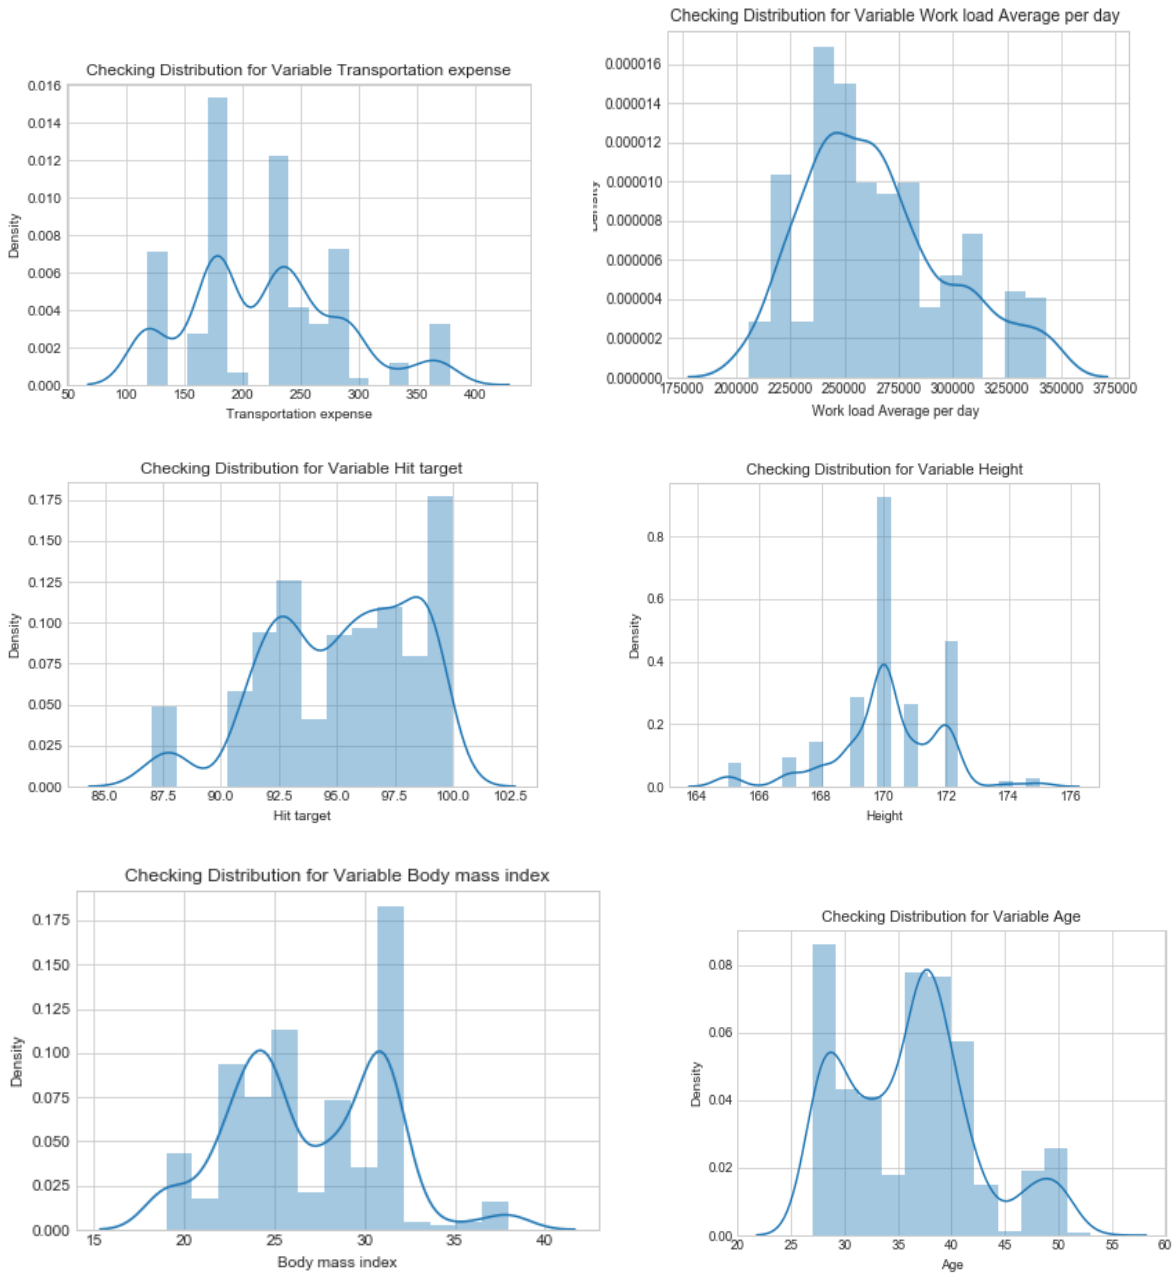 Checking Distribution for Variable Transportation expense
0.016
0.014
0.012
0.010
0.008
0.006
0.004
0.002
0.000
Density
50 100 150 200 250 300 350 400
Transportation expense
Checking Distribution for Variable Work load Average per day
0.000016
0.000014
0.000012
0.000010
0.000008
0.000006
0.000004
0.000002
0.000000
175000 200000 225000 250000 275000 300000 325000 350000 375000
Work load Average per day
Checking Distribution for Variable Hit target
0.175
0.150
0.125
0.100
0.075
0.050
0.025
0.000
Density
85.0 87.5 90.0 92.5 95.0 97.5 100.0 102.5
Hit target
Checking Distribution for Variable Height
0.8
0.6
0.4
0.2
0.0
Density
164 166 168 170 172 174 176
Height
Checking Distribution for Variable Body mass index
0.175
0.150
0.125
0.100
0.075
0.050
0.025
0.000
Density
15 20 25 30 35 40
Body mass index
Checking Distribution for Variable Age
0.08
0.06
0.04
0.02
0.00
Density
20 25 30 35 40 45 50 55 60
Age